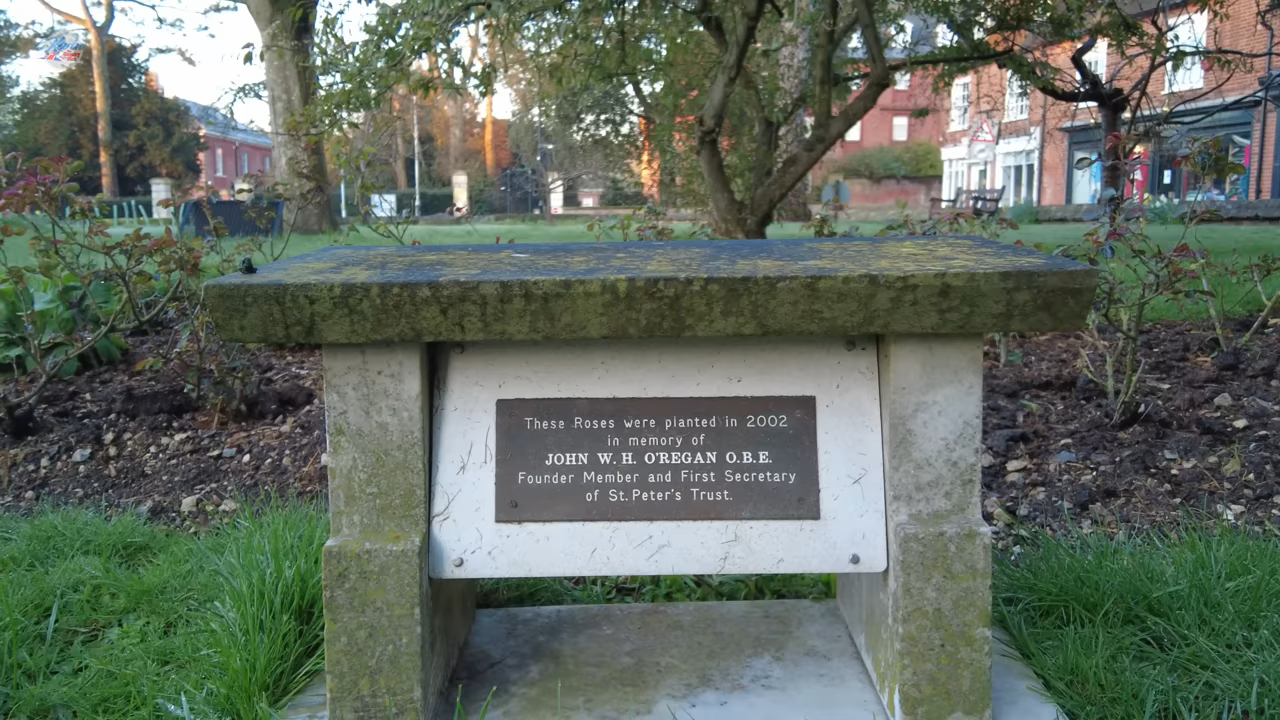 These Roses were planted in 2002
in memory of
JOHN W. H. O'REGAN O.B.E.
Founder Member and First Secretary
of St. Peter's Trust.